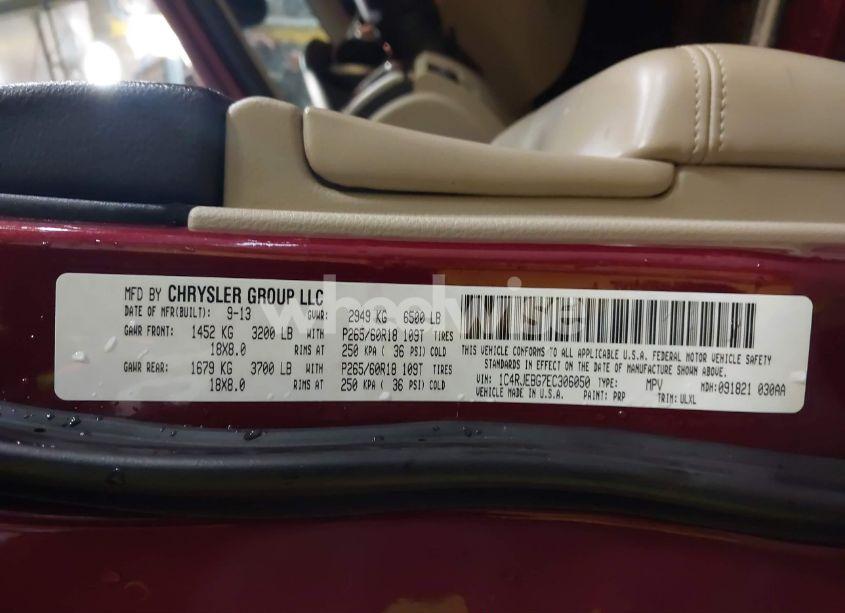 MFD BY CHRYSLER GROUP LLC
DATE OF MFR(BUILT): 9-13 GVWR: 2949 KG 6500 LB
GAWR FRONT: 1452 KG 3200 LB WITH P265/60R18 109T TIRES
18X8.0 RIMS AT 250 KPA ( 36 PSI) COLD
GAWR REAR: 1679 KG 3700 LB WITH P265/60R18 109T TIRES
18X8.0 RIMS AT 250 KPA ( 36 PSI) COLD
THIS VEHICLE CONFORMS TO ALL APPLICABLE U.S.A. FEDERAL MOTOR VEHICLE SAFETY
STANDARDS IN EFFECT ON THE DATE OF MANUFACTURE SHOWN ABOVE.
VIN: 1C4RJEBG7EC306050 TYPE: MPV MDH: 091821 030AA
VEHICLE MADE IN U.S.A. PAINT: PRP TRIM: ULXL
wheelwise